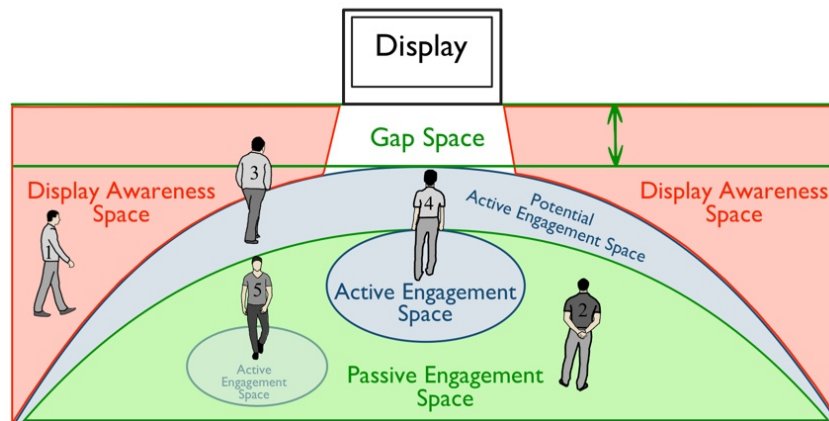 Display
Gap Space
Display Awareness
Space
Display Awareness
Space
Potential
Active Engagement Space
3
4
1
5
2
Active Engagement
Space
Active
Engagement
Space
Passive Engagement
Space